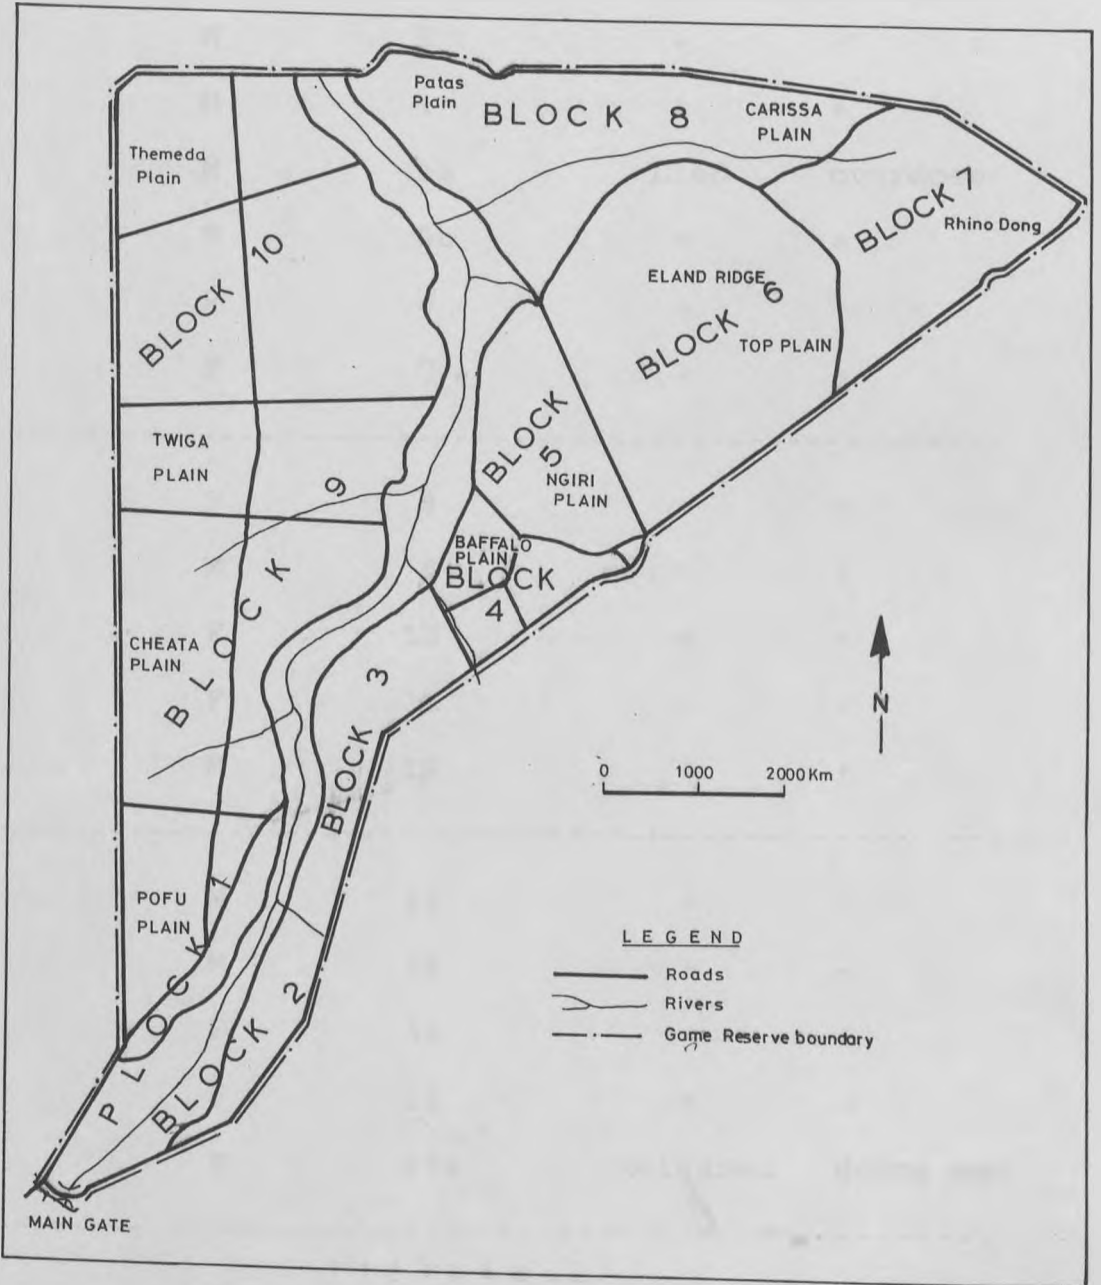 Patas
Plain
BLOCK 8
CARISSA
PLAIN
Themeda
Plain
BLOCK 7
Rhino Dong
BLOCK 10
ELAND RIDGE
BLOCK 6
TOP PLAIN
TWIGA
PLAIN
BLOCK 5
NGIRI
PLAIN
BLOCK 9
BAFFALO
PLAIN
BLOCK
4
CHEATA
PLAIN
BLOCK 3
N
0 1000 2000 Km
POFU
PLAIN
PLOCK 1
BLOCK 2
LEGEND
Roads
Rivers
Game Reserve boundary
MAIN GATE